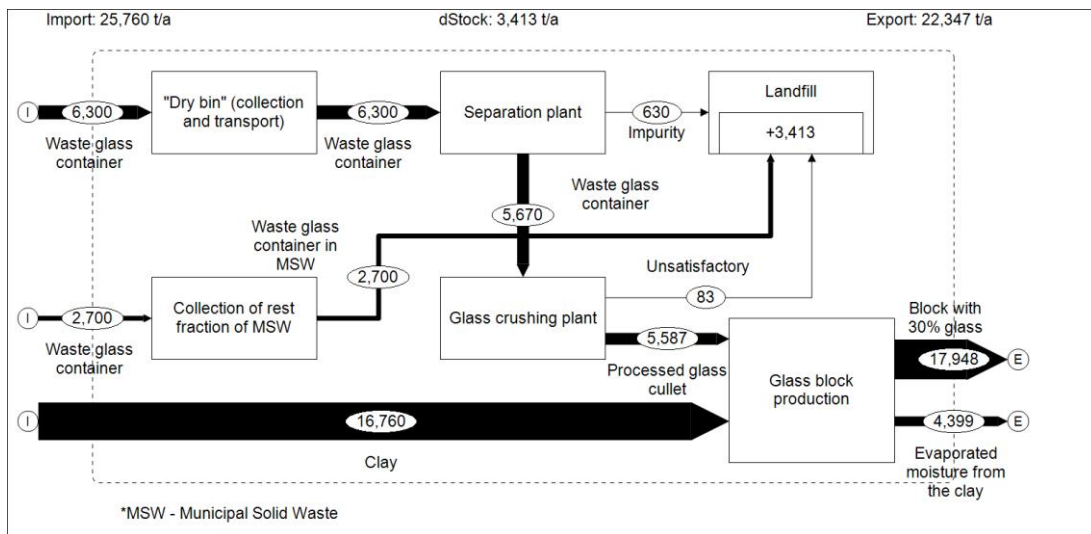 Import: 25,760 t/a
dStock: 3,413 t/a
Export: 22,347 t/a
I
6,300
Waste glass
container
"Dry bin" (collection
and transport)
6,300
Waste glass
container
Separation plant
630
Impurity
Landfill
+3,413
Waste glass
container
5,670
Waste glass
container in
MSW
2,700
I
2,700
Waste glass
container
Collection of rest
fraction of MSW
Glass crushing plant
Unsatisfactory
83
5,587
Processed glass
cullet
Glass block
production
Block with
30% glass
17,948
E
4,399
E
Evaporated
moisture from
the clay
I
16,760
Clay
*MSW - Municipal Solid Waste